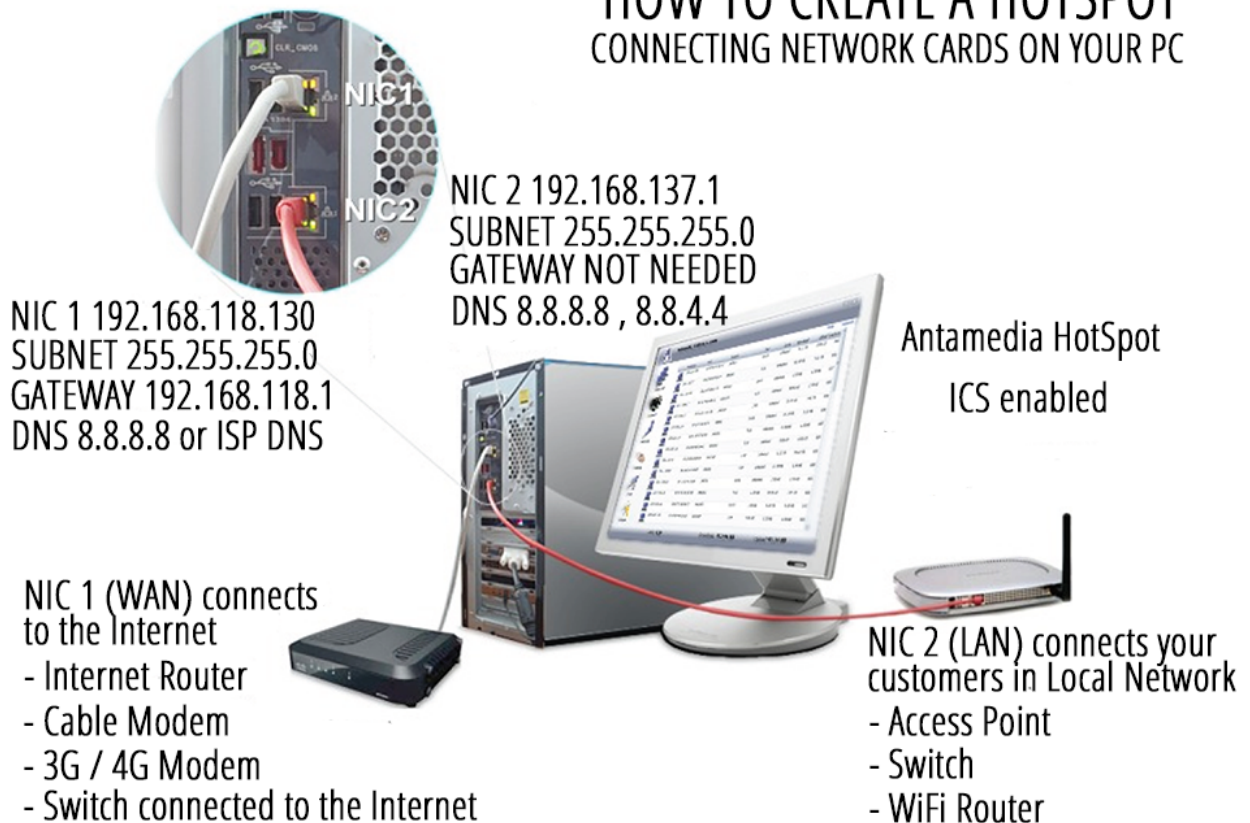 HOW TO CREATE A HOTSPOT
CONNECTING NETWORK CARDS ON YOUR PC
CLR_CMOS
NIC1
NIC2
NIC 2 192.168.137.1
SUBNET 255.255.255.0
GATEWAY NOT NEEDED
DNS 8.8.8.8 , 8.8.4.4
NIC 1 192.168.118.130
SUBNET 255.255.255.0
GATEWAY 192.168.118.1
DNS 8.8.8.8 or ISP DNS
Antamedia HotSpot
ICS enabled
NIC 1 (WAN) connects
to the Internet
- Internet Router
- Cable Modem
- 3G / 4G Modem
- Switch connected to the Internet
NIC 2 (LAN) connects your
customers in Local Network
- Access Point
- Switch
- WiFi Router